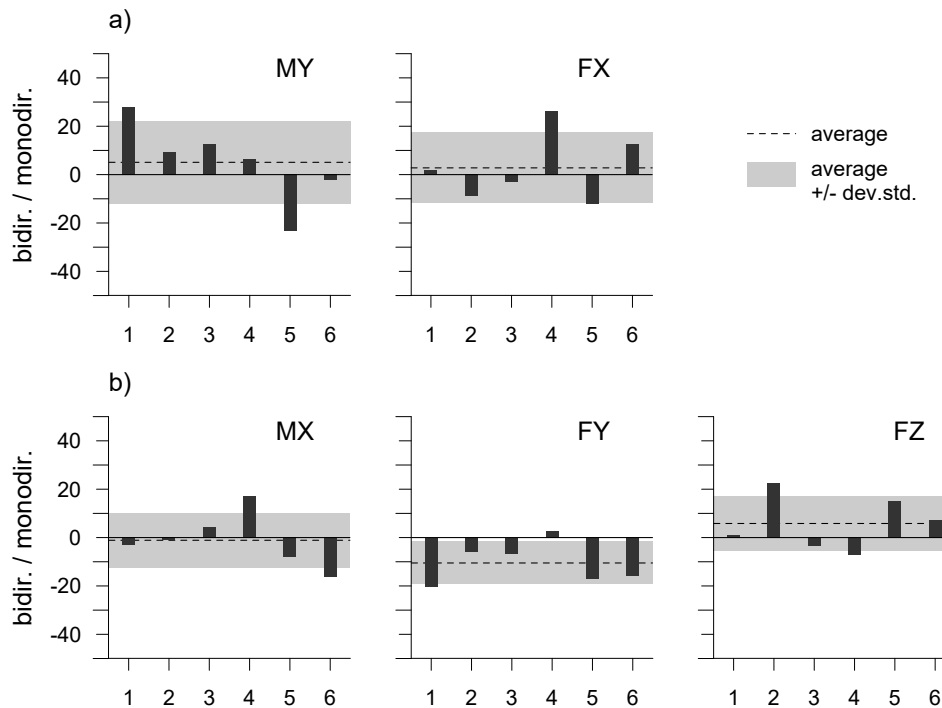 a)
MY
FX
bidir. / monodir.
40
20
0
-20
-40
1 2 3 4 5 6
1 2 3 4 5 6
average
average
+/- dev.std.
b)
MX
FY
FZ
bidir. / monodir.
40
20
0
-20
-40
1 2 3 4 5 6
1 2 3 4 5 6
1 2 3 4 5 6